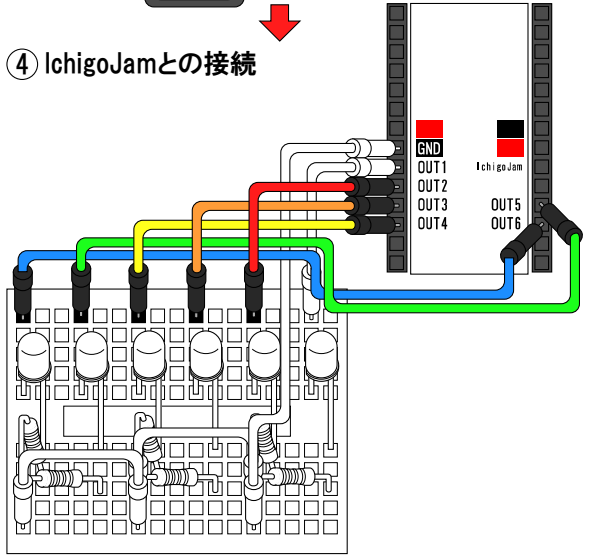 ④ IchigoJamとの接続
GND
OUT1
IchigoJam
OUT2
OUT3
OUT5
OUT4
OUT6